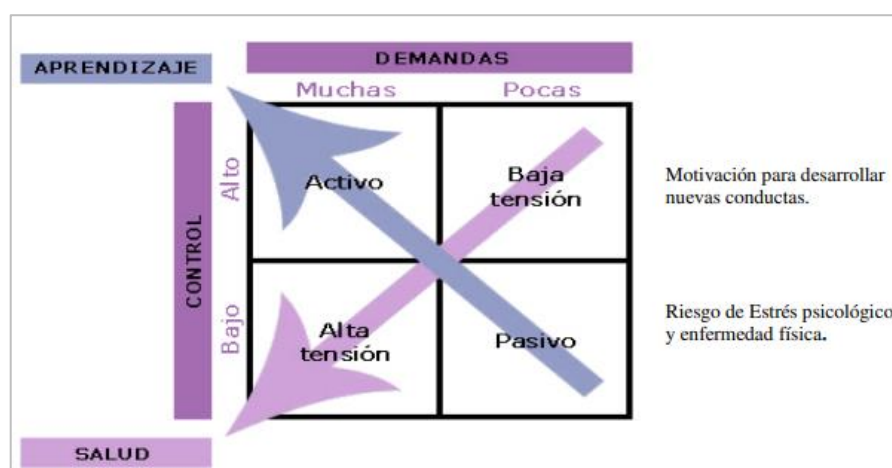 DEMANDAS
APRENDIZAJE
Muchas
Pocas
CONTROL
Alto
Activo
Baja
tensión
Motivación para desarrollar
nuevas conductas.
Bajo
Alta
tensión
Pasivo
Riesgo de Estrés psicológico
y enfermedad física.
SALUD